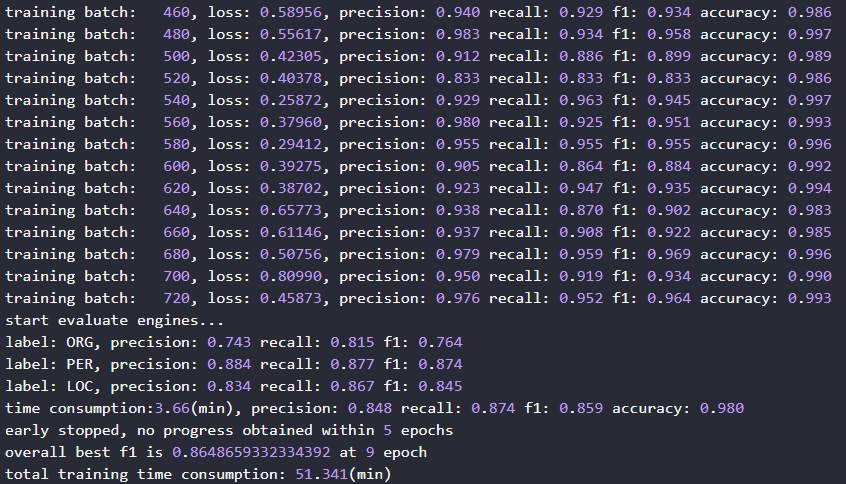 training batch:   460, loss: 0.58956, precision: 0.940 recall: 0.929 f1: 0.934 accuracy: 0.986
training batch:   480, loss: 0.55617, precision: 0.983 recall: 0.934 f1: 0.958 accuracy: 0.997
training batch:   500, loss: 0.42305, precision: 0.912 recall: 0.886 f1: 0.899 accuracy: 0.989
training batch:   520, loss: 0.40378, precision: 0.833 recall: 0.833 f1: 0.833 accuracy: 0.986
training batch:   540, loss: 0.25872, precision: 0.929 recall: 0.963 f1: 0.945 accuracy: 0.997
training batch:   560, loss: 0.37960, precision: 0.980 recall: 0.925 f1: 0.951 accuracy: 0.993
training batch:   580, loss: 0.29412, precision: 0.955 recall: 0.955 f1: 0.955 accuracy: 0.996
training batch:   600, loss: 0.39275, precision: 0.905 recall: 0.864 f1: 0.884 accuracy: 0.992
training batch:   620, loss: 0.38702, precision: 0.923 recall: 0.947 f1: 0.935 accuracy: 0.994
training batch:   640, loss: 0.65773, precision: 0.938 recall: 0.870 f1: 0.902 accuracy: 0.983
training batch:   660, loss: 0.61146, precision: 0.937 recall: 0.908 f1: 0.922 accuracy: 0.985
training batch:   680, loss: 0.50756, precision: 0.979 recall: 0.959 f1: 0.969 accuracy: 0.996
training batch:   700, loss: 0.80990, precision: 0.950 recall: 0.919 f1: 0.934 accuracy: 0.990
training batch:   720, loss: 0.45873, precision: 0.976 recall: 0.952 f1: 0.964 accuracy: 0.993
start evaluate engines...
label: ORG, precision: 0.743 recall: 0.815 f1: 0.764
label: PER, precision: 0.884 recall: 0.877 f1: 0.874
label: LOC, precision: 0.834 recall: 0.867 f1: 0.845
time consumption:3.66(min), precision: 0.848 recall: 0.874 f1: 0.859 accuracy: 0.980
early stopped, no progress obtained within 5 epochs
overall best f1 is 0.8648659332334392 at 9 epoch
total training time consumption: 51.341(min)